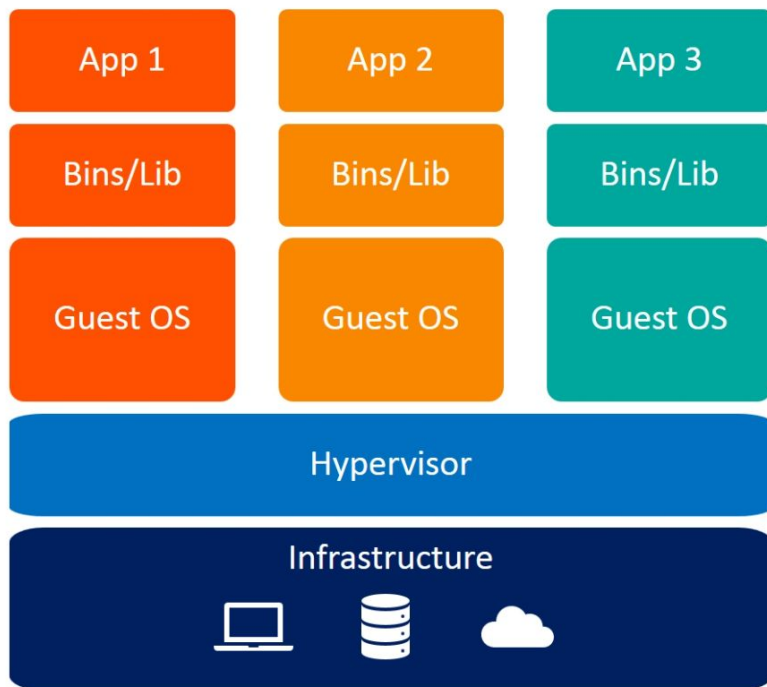 App 1
App 2
App 3
Bins/Lib
Bins/Lib
Bins/Lib
Guest OS
Guest OS
Guest OS
Hypervisor
Infrastructure